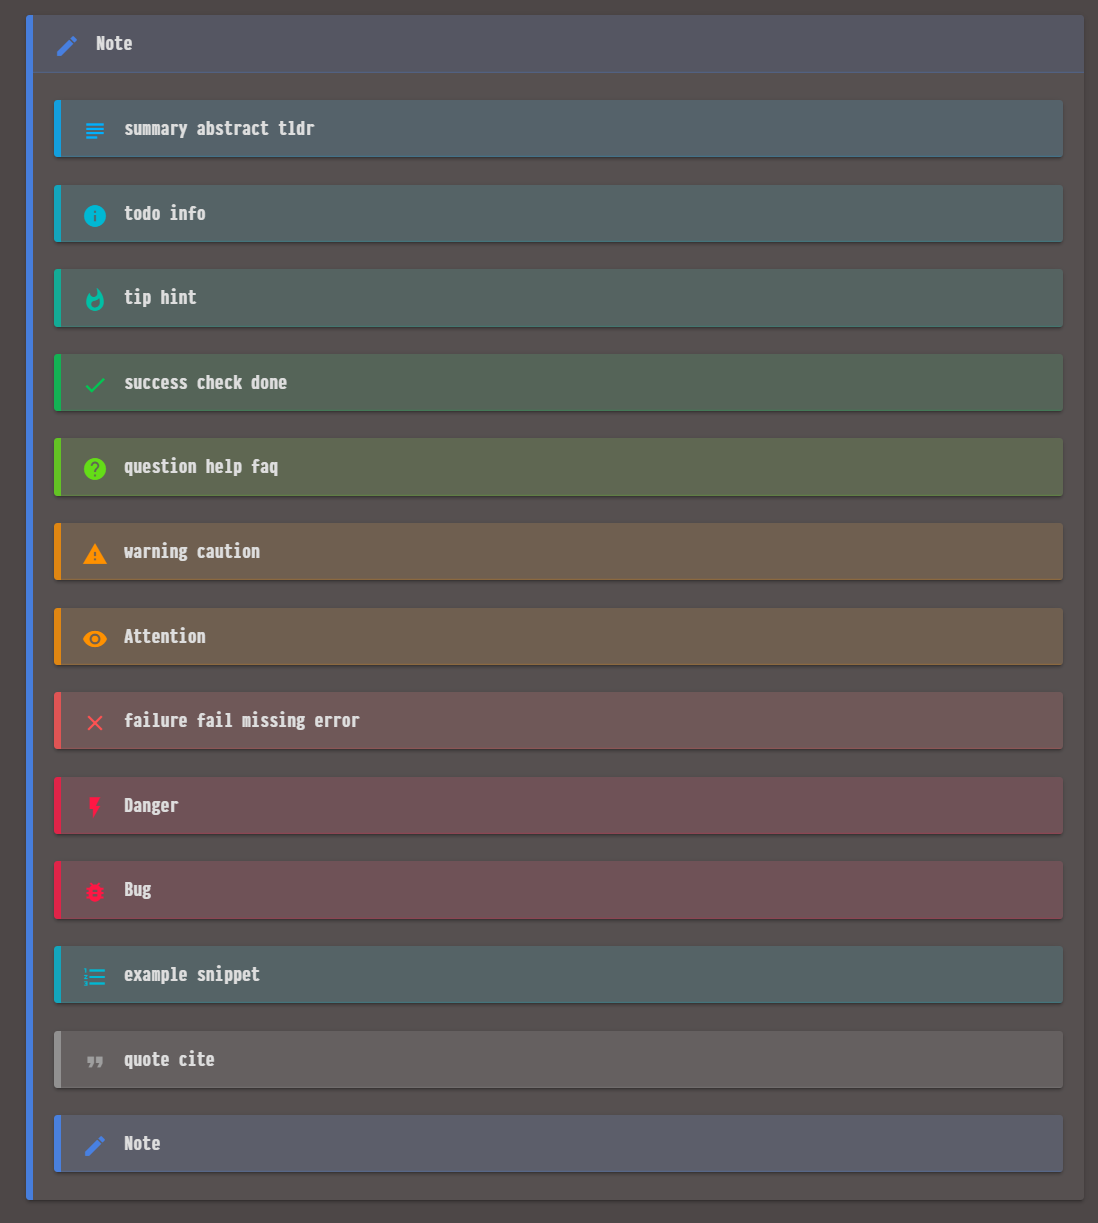 Note
summary abstract tldr
todo info
tip hint
success check done
question help faq
warning caution
Attention
failure fail missing error
Danger
Bug
example snippet
quote cite
Note